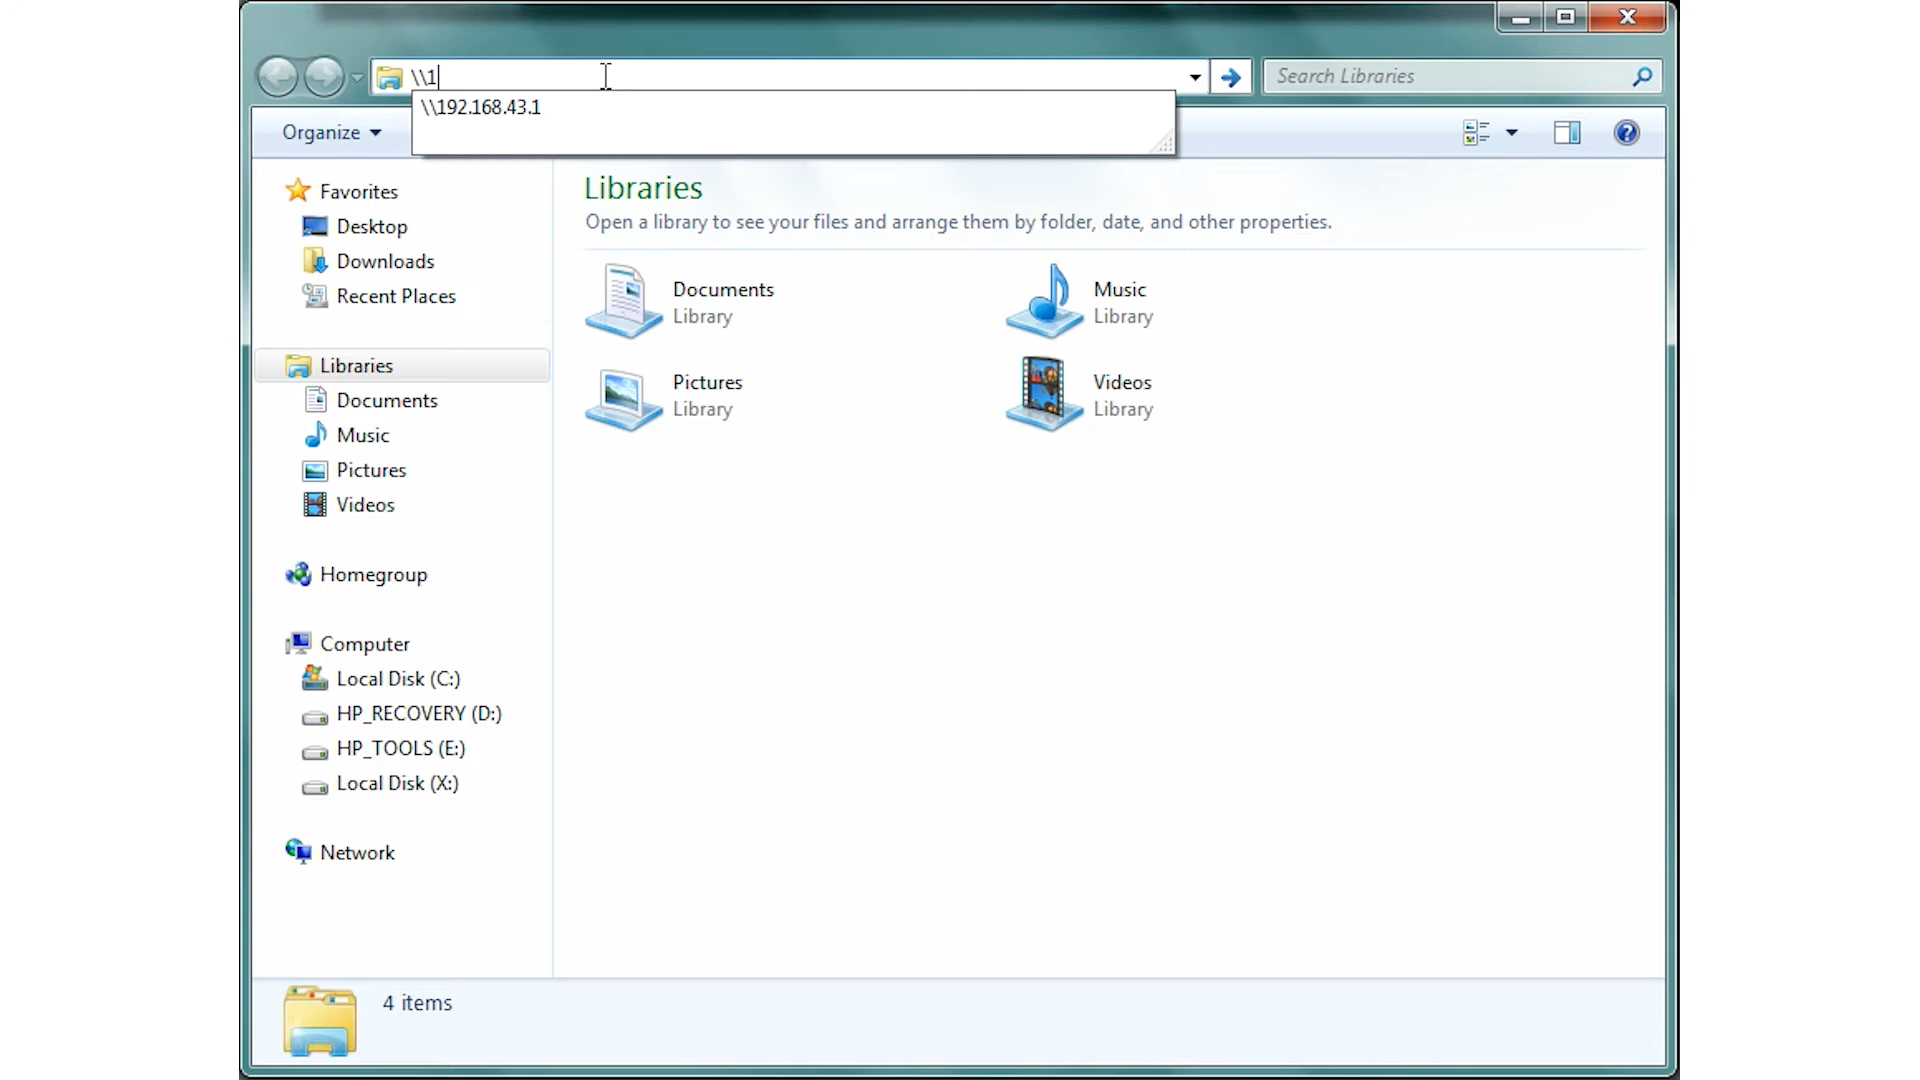 \\1
Search Libraries
\\192.168.43.1
Organize
Favorites
Desktop
Downloads
Recent Places
Libraries
Documents
Music
Pictures
Videos
Homegroup
Computer
Local Disk (C:)
HP_RECOVERY (D:)
HP_TOOLS (E:)
Local Disk (X:)
Network
Libraries
Open a library to see your files and arrange them by folder, date, and other properties.
Documents
Library
Music
Library
Pictures
Library
Videos
Library
4 items